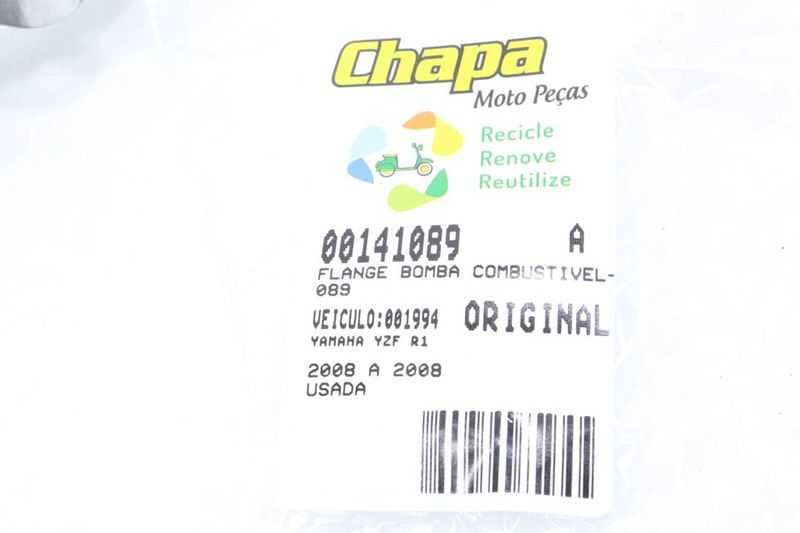 Chapa
Moto Peças
Recicle
Renove
Reutilize
00141089 A
FLANGE BOMBA COMBUSTIVEL-
089
VEICULO:001994 ORIGINAL
YAMAHA YZF R1
2008 A 2008
USADA